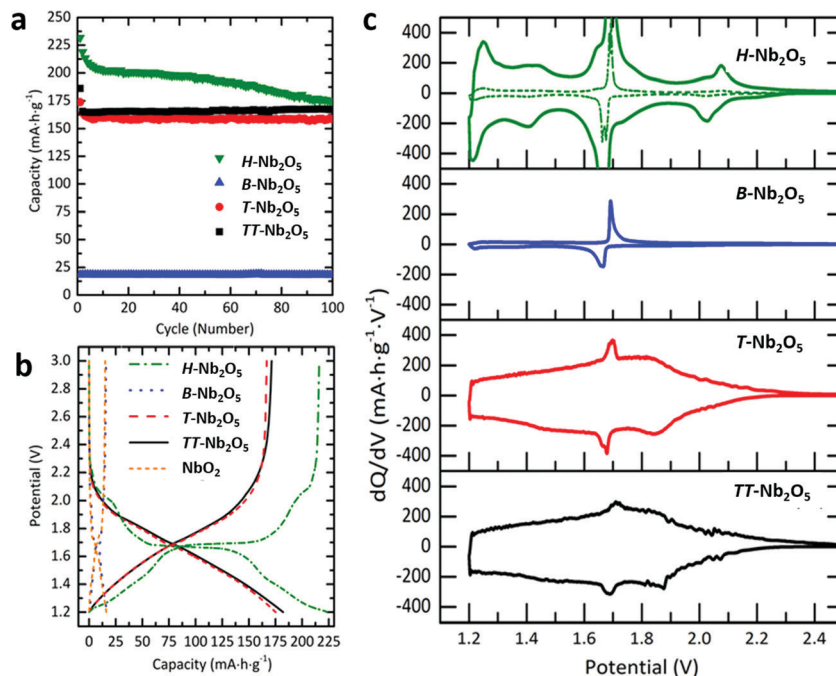 a
Capacity (mA·h·g⁻¹)
250
225
200
175
150
125
100
75
50
25
0
H-Nb₂O₅
B-Nb₂O₅
T-Nb₂O₅
TT-Nb₂O₅
0 20 40 60 80 100
Cycle (Number)
b
Potential (V)
3.0
2.8
2.6
2.4
2.2
2.0
1.8
1.6
1.4
1.2
H-Nb₂O₅
B-Nb₂O₅
T-Nb₂O₅
TT-Nb₂O₅
NbO₂
0 25 50 75 100 125 150 175 200 225
Capacity (mA·h·g⁻¹)
c
dQ/dV (mA·h·g⁻¹·V⁻¹)
H-Nb₂O₅
400
200
0
-200
-400
B-Nb₂O₅
400
200
0
-200
-400
T-Nb₂O₅
400
200
0
-200
-400
TT-Nb₂O₅
400
200
0
-200
-400
1.2 1.4 1.6 1.8 2.0 2.2 2.4
Potential (V)